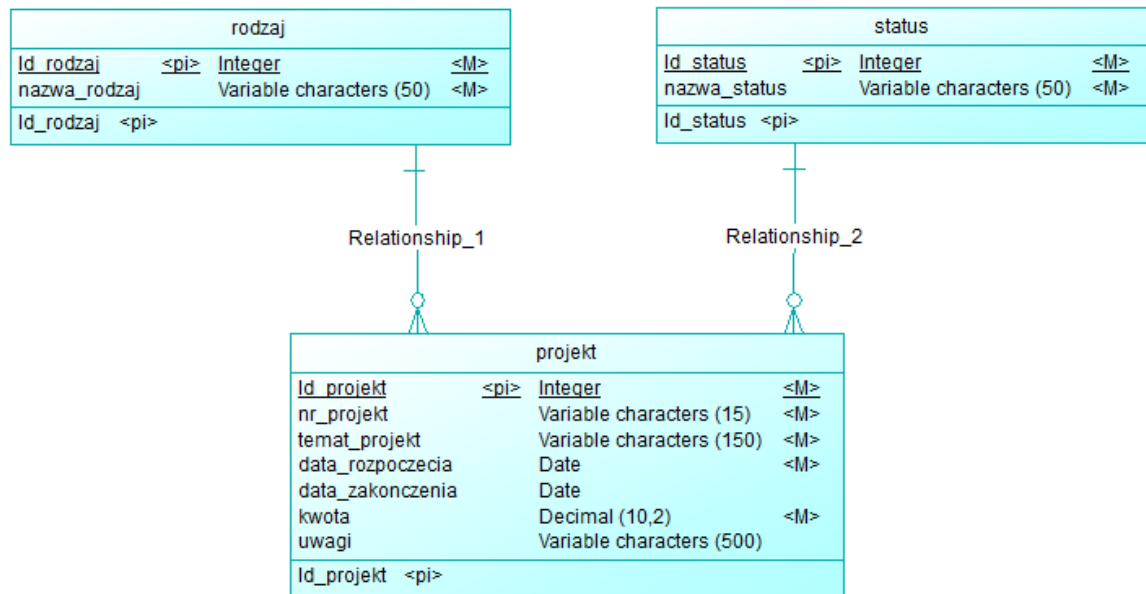 rodzaj
Id_rodzaj <pi> Integer <M>
nazwa_rodzaj Variable characters (50) <M>
Id_rodzaj <pi>
status
Id_status <pi> Integer <M>
nazwa_status Variable characters (50) <M>
Id_status <pi>
Relationship_1
Relationship_2
projekt
Id_projekt <pi> Integer <M>
nr_projekt Variable characters (15) <M>
temat_projekt Variable characters (150) <M>
data_rozpoczecia Date <M>
data_zakonczenia Date
kwota Decimal (10,2) <M>
uwagi Variable characters (500)
Id_projekt <pi>